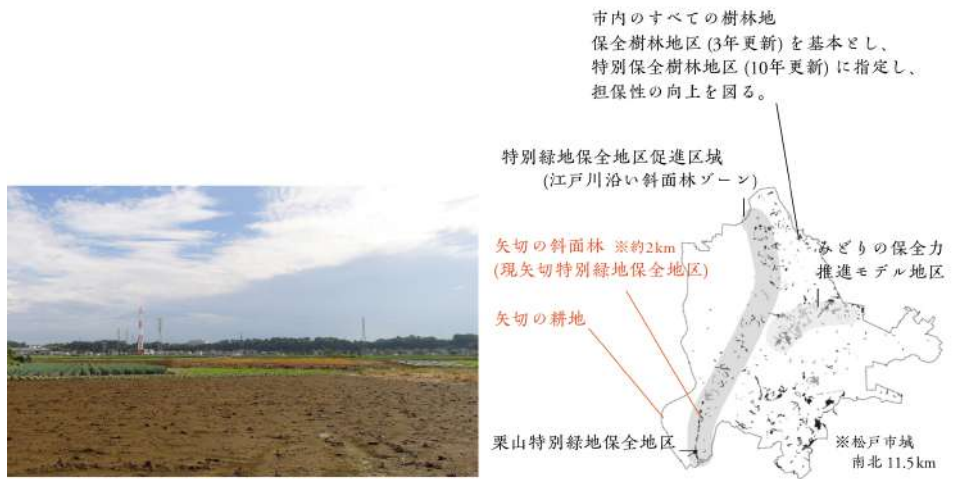 市内のすべての樹林地
保全樹林地区 (3年更新) を基本とし、
特別保全樹林地区 (10年更新) に指定し、
担保性の向上を図る。
特別緑地保全地区促進区域
(江戸川沿い斜面林ゾーン)
矢切の斜面林 ※約2km
(現矢切特別緑地保全地区)
みどりの保全力
推進モデル地区
矢切の耕地
栗山特別緑地保全地区
※松戸市域
南北 11.5km